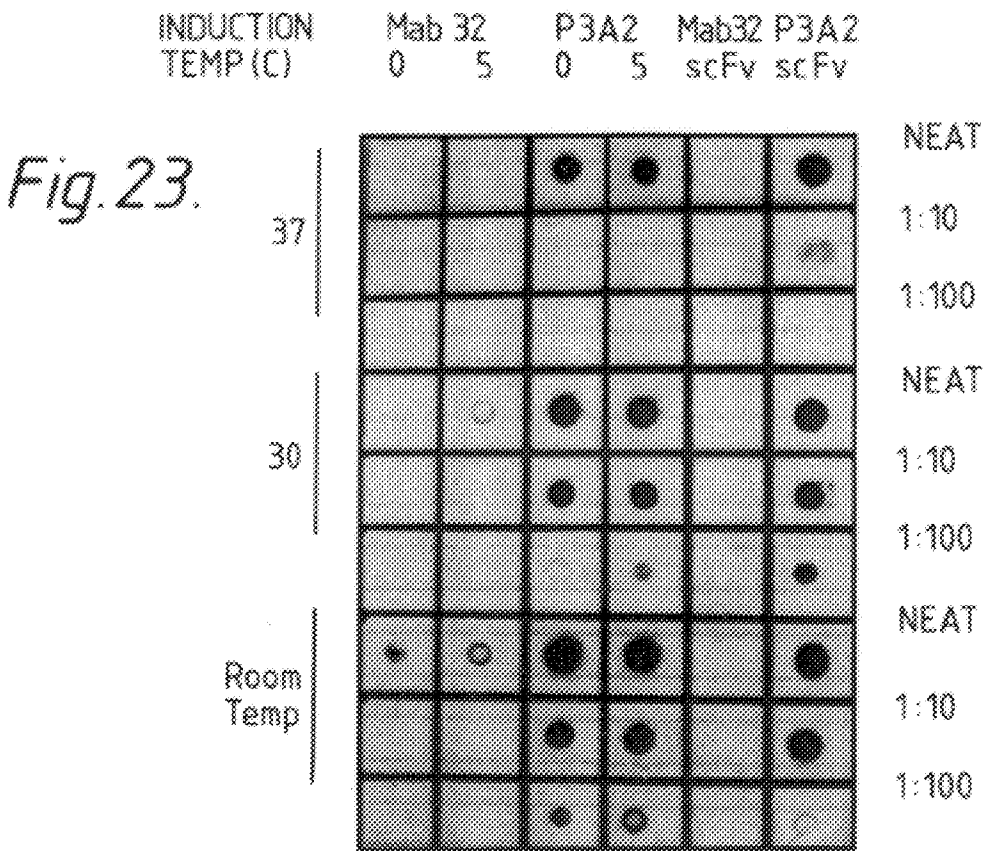 INDUCTION Mab 32 P3A2 Mab32 P3A2
TEMP (C) 0 5 0 5 scFv scFv
Fig. 23.
NEAT
37
1:10
1:100
NEAT
30
1:10
1:100
NEAT
Room
Temp
1:10
1:100